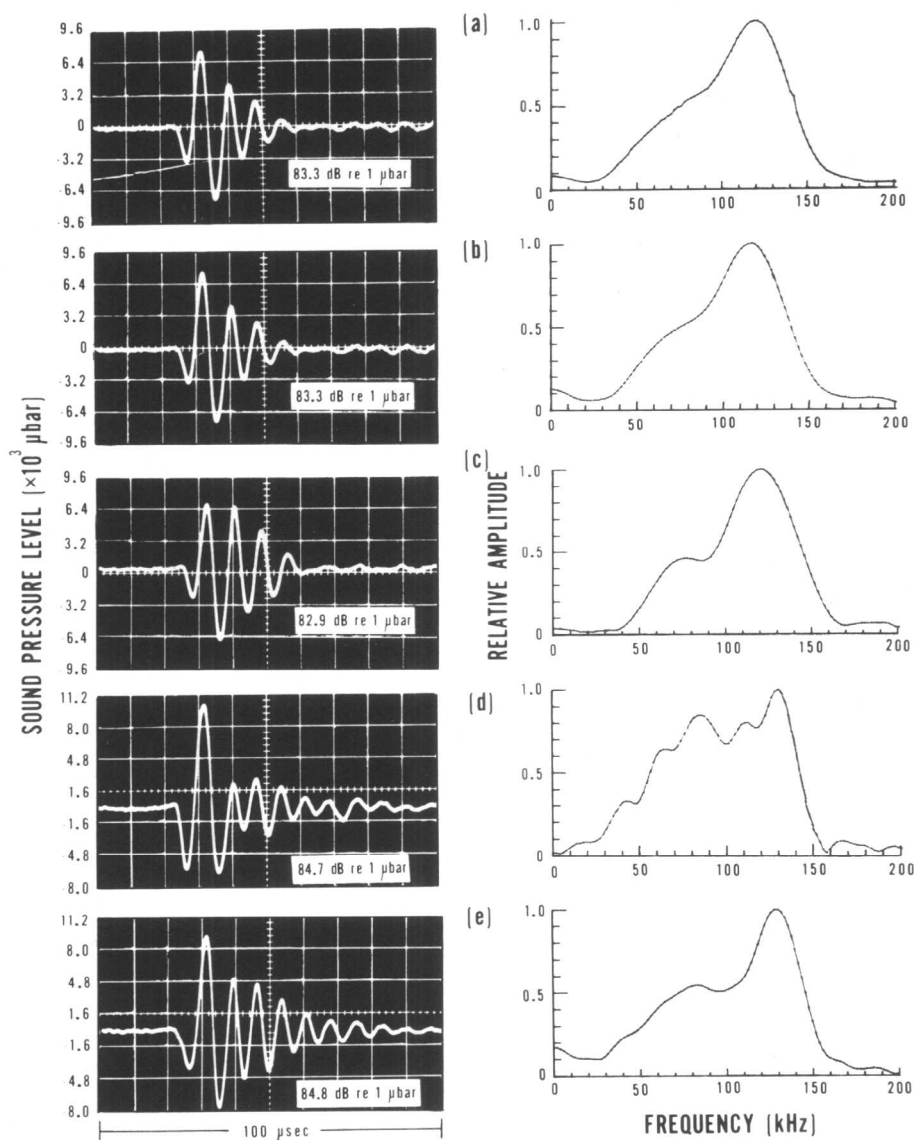 (a)
9.6
6.4
3.2
0
-3.2
-6.4
-9.6
83.3 dB re 1 µbar
1.0
0.5
0
0 50 100 150 200
(b)
9.6
6.4
3.2
0
-3.2
-6.4
-9.6
83.3 dB re 1 µbar
1.0
0.5
0
0 50 100 150 200
SOUND PRESSURE LEVEL (×10³ µbar)
(c)
9.6
6.4
3.2
0
-3.2
-6.4
-9.6
82.9 dB re 1 µbar
RELATIVE AMPLITUDE
1.0
0.5
0
0 50 100 150 200
(d)
11.2
8.0
4.8
1.6
-1.6
-4.8
-8.0
84.7 dB re 1 µbar
1.0
0.5
0
0 50 100 150 200
(e)
11.2
8.0
4.8
1.6
-1.6
-4.8
-8.0
84.8 dB re 1 µbar
1.0
0.5
0
0 50 100 150 200
100 µsec
FREQUENCY (kHz)